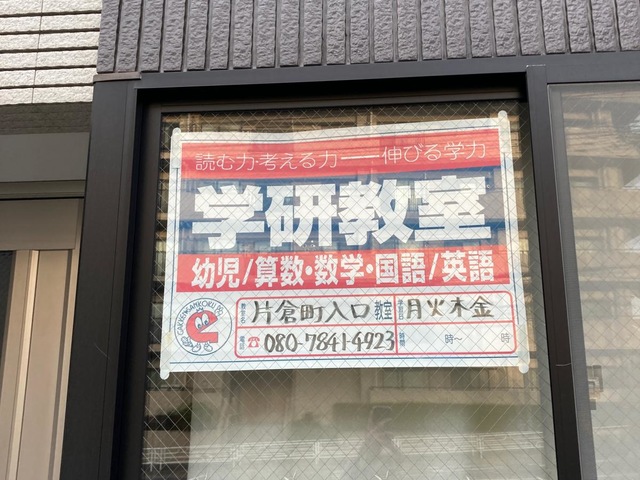 読む力・考える力――伸びる学力
学研教室
幼児/算数・数学・国語/英語
教室名 片倉町入口 教室 学習日 月火木金
電話 ☎ 080-7841-4923 時間 時〜 時